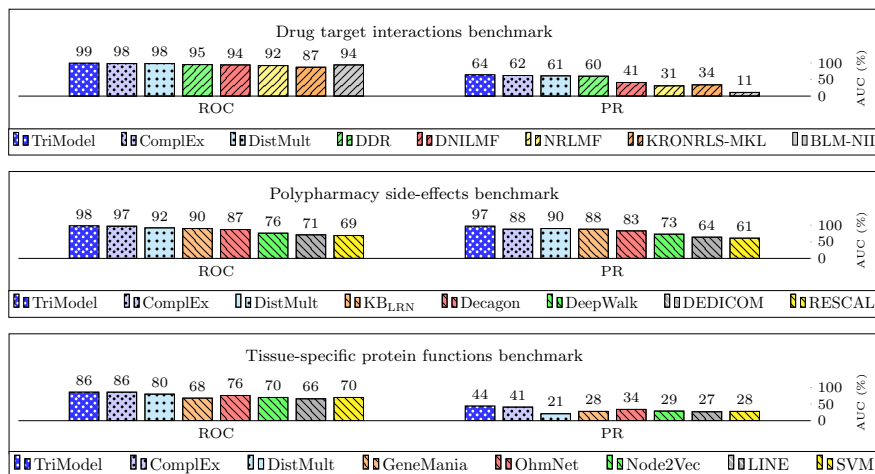 Drug target interactions benchmark
99 98 98 95 94 92 87 94
64 62 61 60 41 31 34 11
100
50
0
AUC (%)
ROC PR
TriModel ComplEx DistMult DDR DNILMF NRLMF KRONRLS-MKL BLM-NII
Polypharmacy side-effects benchmark
98 97 92 90 87 76 71 69
97 88 90 88 83 73 64 61
100
50
0
AUC (%)
ROC PR
TriModel ComplEx DistMult KB_LRN Decagon DeepWalk DEDICOM RESCAL
Tissue-specific protein functions benchmark
86 86 80 68 76 70 66 70
44 41 21 28 34 29 27 28
100
50
0
AUC (%)
ROC PR
TriModel ComplEx DistMult GeneMania OhmNet Node2Vec LINE SVM